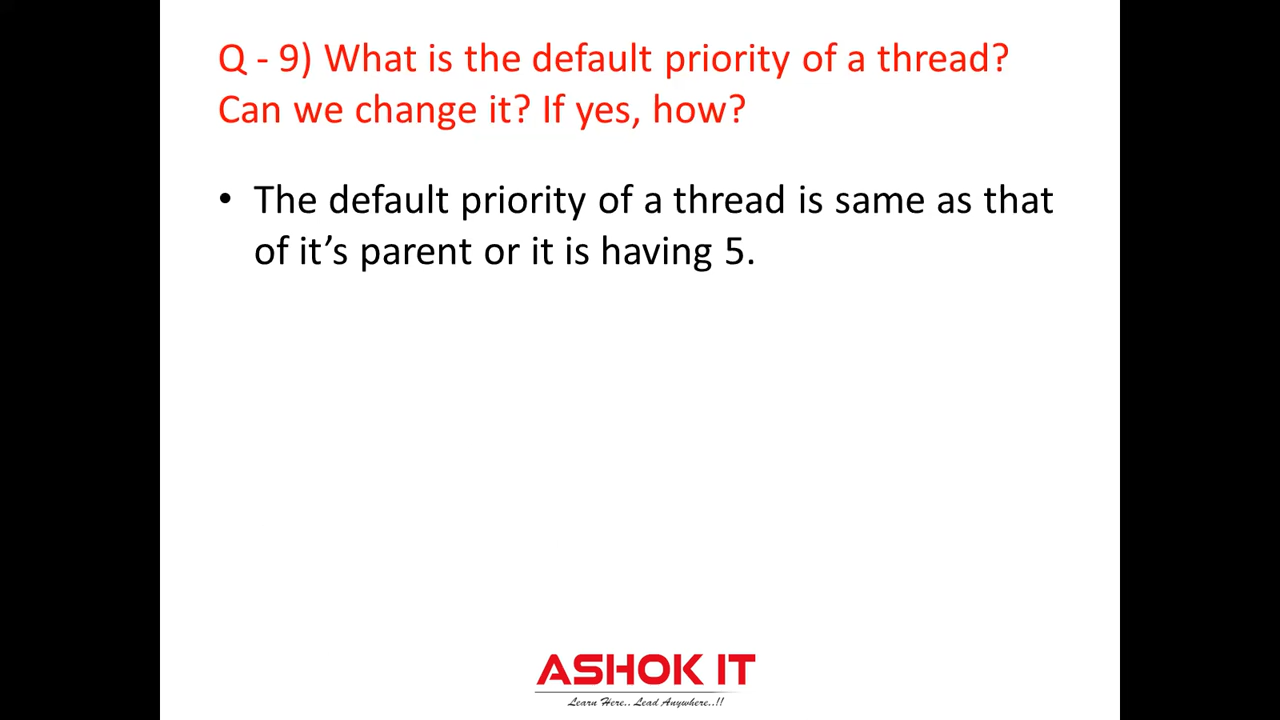 Q - 9) What is the default priority of a thread?
Can we change it? If yes, how?
• The default priority of a thread is same as that
of it’s parent or it is having 5.
ASHOK IT
Learn Here.. Lead Anywhere..!!